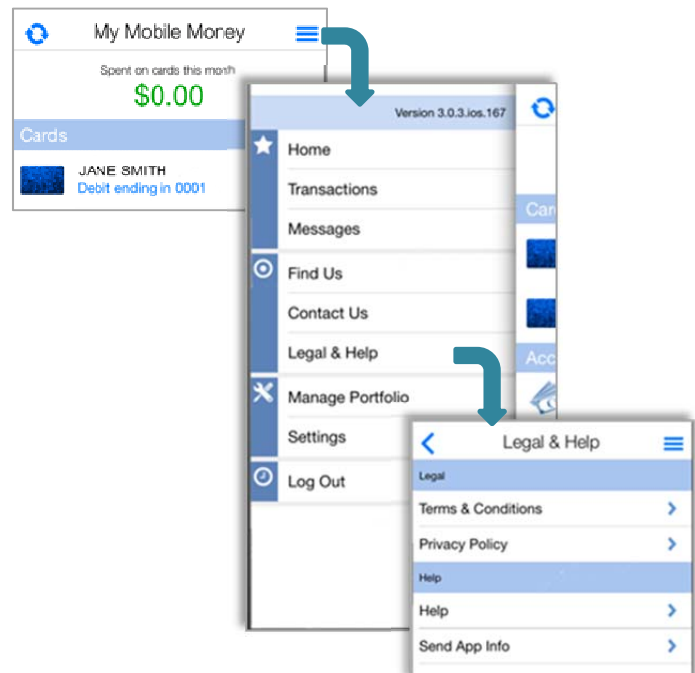 My Mobile Money
Spent on cards this month
$0.00
Cards
JANE SMITH
Debit ending in 0001
Version 3.0.3.ios.167
Home
Transactions
Messages
Find Us
Contact Us
Legal & Help
Manage Portfolio
Settings
Log Out
Car
Acc
Legal & Help
Legal
Terms & Conditions
Privacy Policy
Help
Help
Send App Info